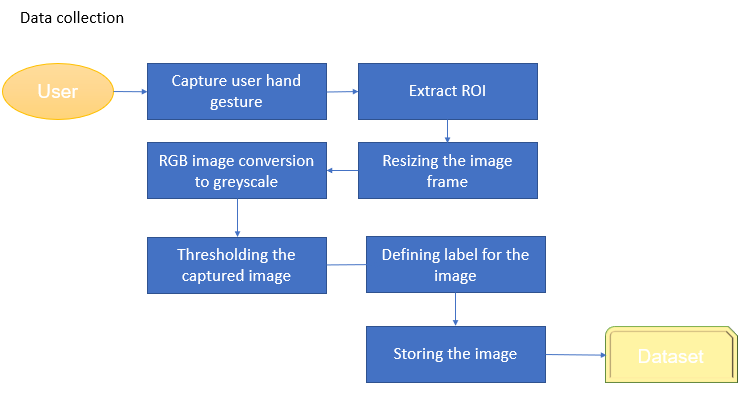 Data collection
User
Capture user hand
gesture
Extract ROI
RGB image conversion
to greyscale
Resizing the image
frame
Thresholding the
captured image
Defining label for the
image
Storing the image
Dataset